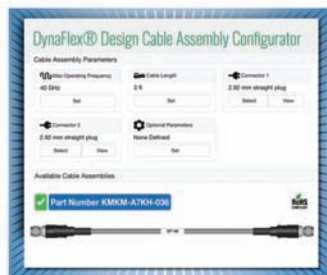 DynaFlex® Design Cable Assembly Configurator
Cable Assembly Parameters
Max Operating Frequency
40 GHz
Set
Cable Length
3 ft
Set
Connector 1
2.92 mm straight plug
Select View
Connector 2
2.92 mm straight plug
Select View
Optional Parameters
None Defined
Set
Available Cable Assemblies
Part Number KMKM-A7KH-036
RoHS